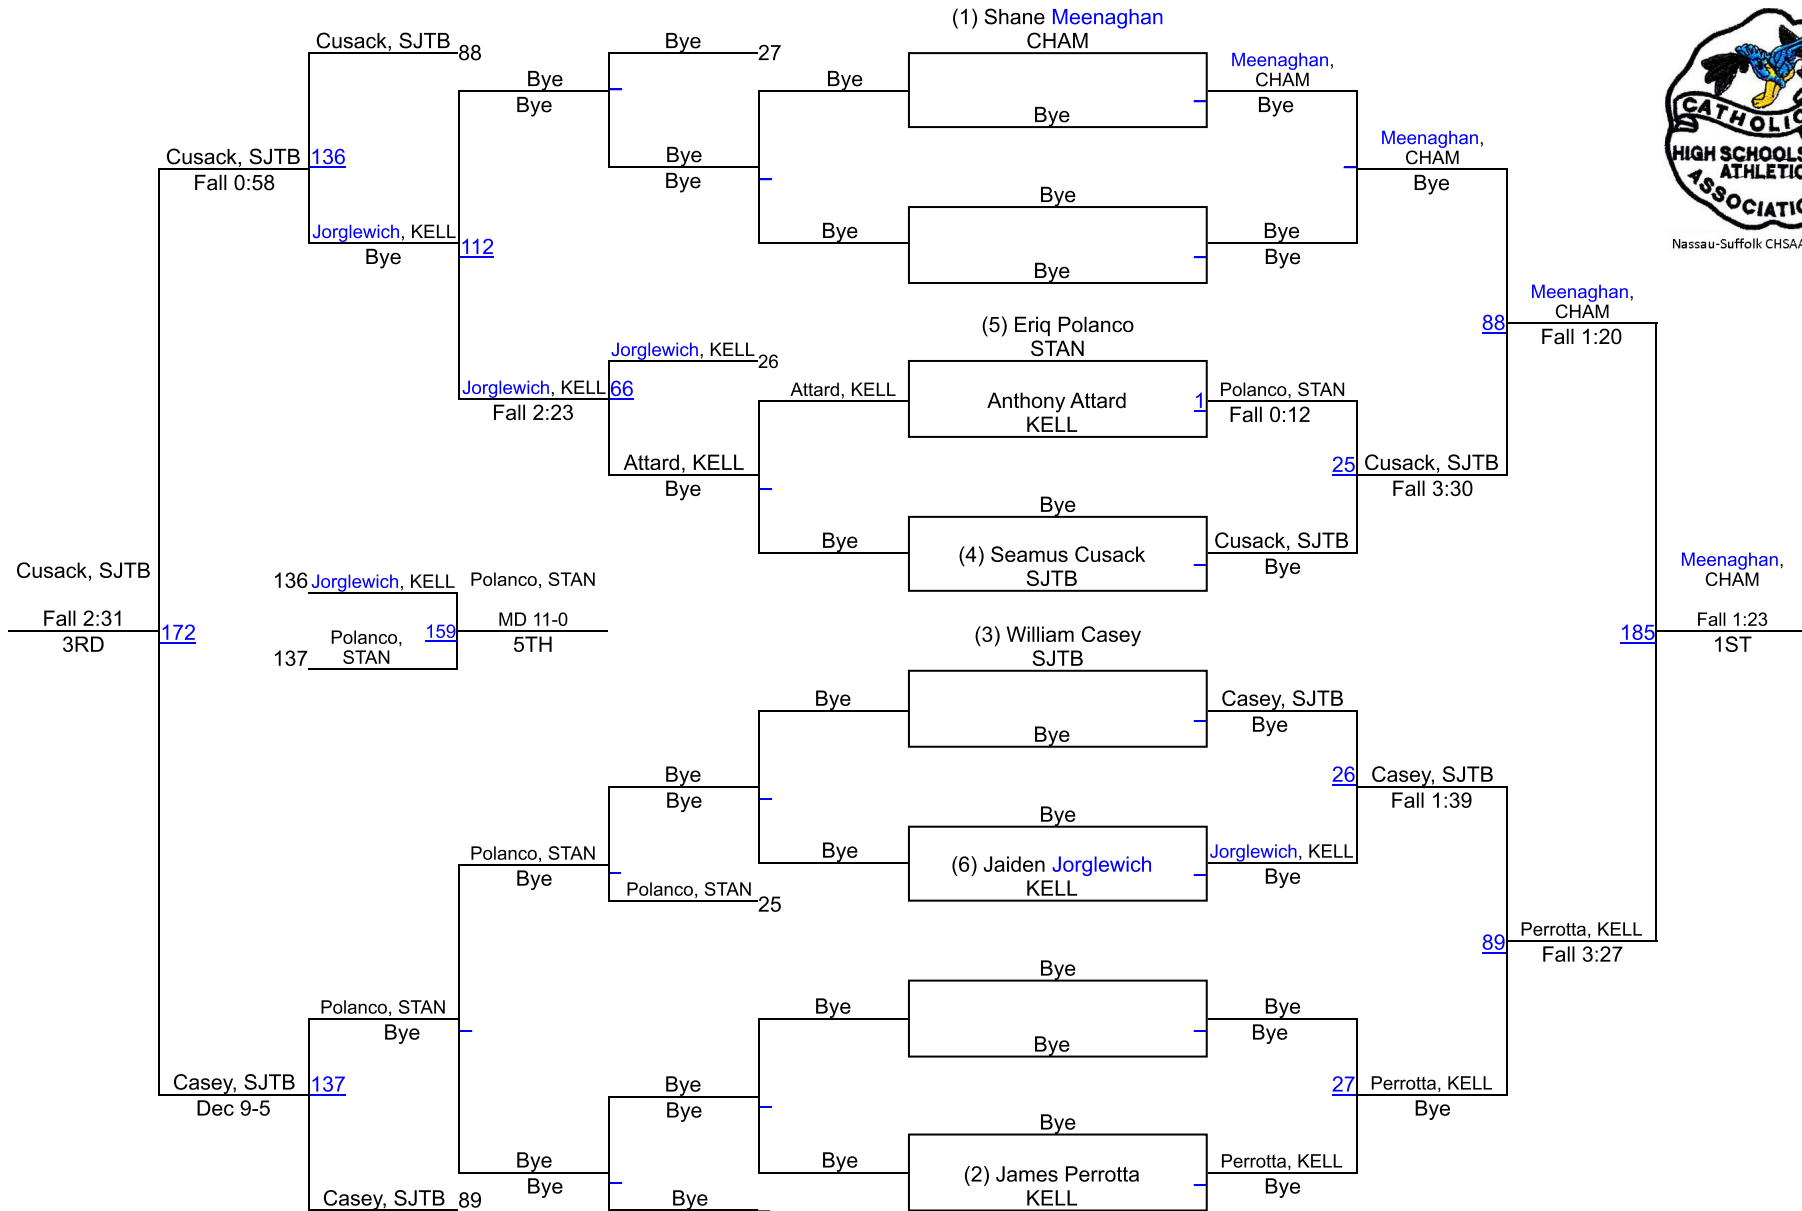 (1) Shane Meenaghan
CHAM
Cusack, SJTB 88
Bye 27
Meenaghan,
CHAM
Bye
Bye
Bye
Bye
Bye
Bye
Meenaghan,
CHAM
Bye
CATHOLIC
HIGH SCHOOLS
ATHLETIC
ASSOCIATIO
Nassau-Suffolk CHSAA
Cusack, SJTB 136
Fall 0:58
Bye
Bye
Bye
Bye
Bye
Bye
Bye
Bye
Jorglewich, KELL
Bye
112
Meenaghan,
CHAM
88
Fall 1:20
(5) Eriq Polanco
STAN
Jorglewich, KELL 26
Jorglewich, KELL 66
Fall 2:23
Attard, KELL
Anthony Attard
KELL
1
Polanco, STAN
Fall 0:12
Attard, KELL
Bye
25 Cusack, SJTB
Fall 3:30
Bye
Bye
(4) Seamus Cusack
SJTB
Cusack, SJTB
Bye
Cusack, SJTB
Fall 2:31
3RD
172
136 Jorglewich, KELL
137 Polanco,
STAN
159
Polanco, STAN
MD 11-0
5TH
Meenaghan,
CHAM
185
Fall 1:23
1ST
(3) William Casey
SJTB
Bye
Bye
Casey, SJTB
Bye
Bye
Bye
26 Casey, SJTB
Fall 1:39
Bye
Bye
(6) Jaiden Jorglewich
KELL
Jorglewich, KELL
Bye
Polanco, STAN
Bye
Polanco, STAN 25
89 Perrotta, KELL
Fall 3:27
Bye
Bye
Bye
Bye
Bye
Polanco, STAN
Bye
Casey, SJTB 137
Dec 9-5
Bye
Bye
27 Perrotta, KELL
Bye
Bye
Bye
(2) James Perrotta
KELL
Perrotta, KELL
Bye
Bye
Bye
Bye
Casey, SJTB 89